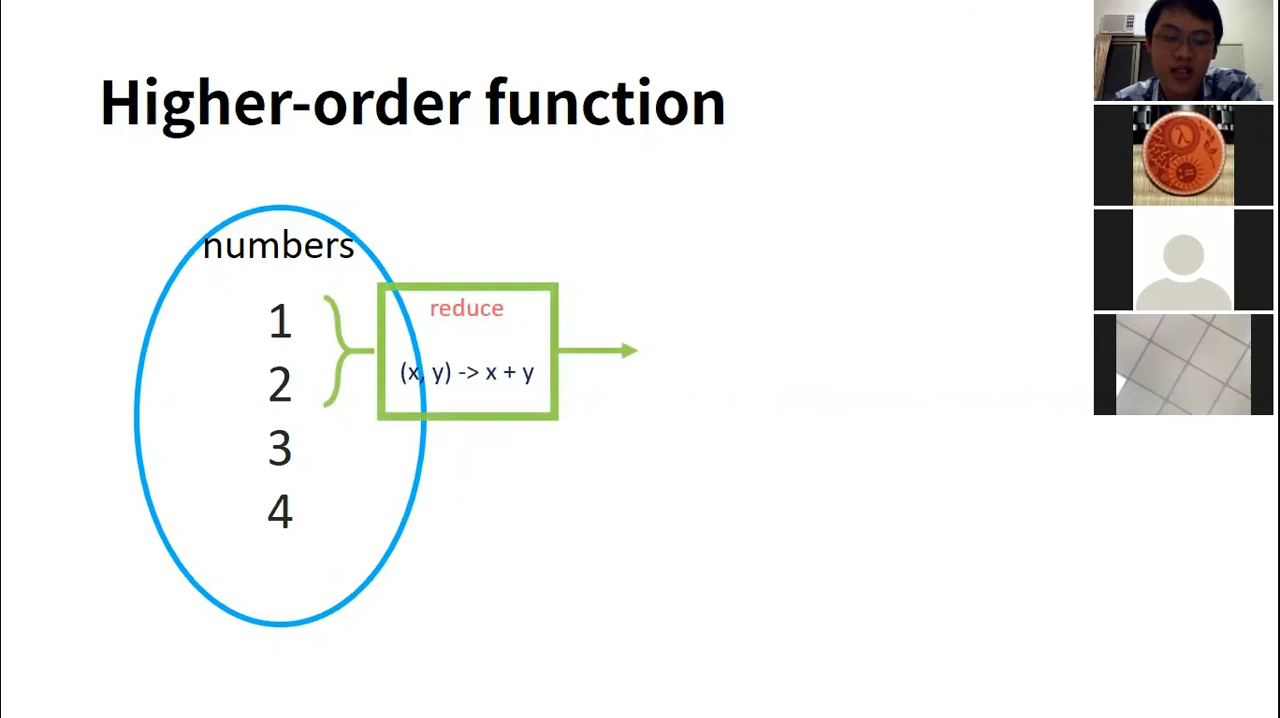 Higher-order function
numbers
1
2
3
4
reduce
(x, y) -> x + y
λ